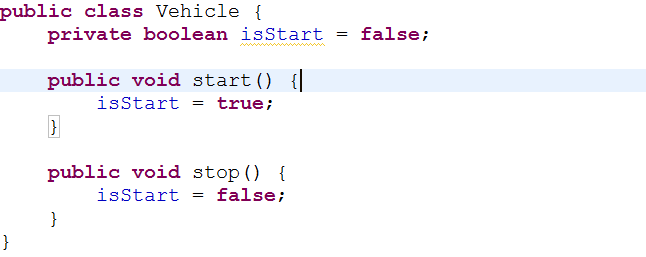 public class Vehicle {
    private boolean isStart = false;

    public void start() {
        isStart = true;
    }

    public void stop() {
        isStart = false;
    }
}